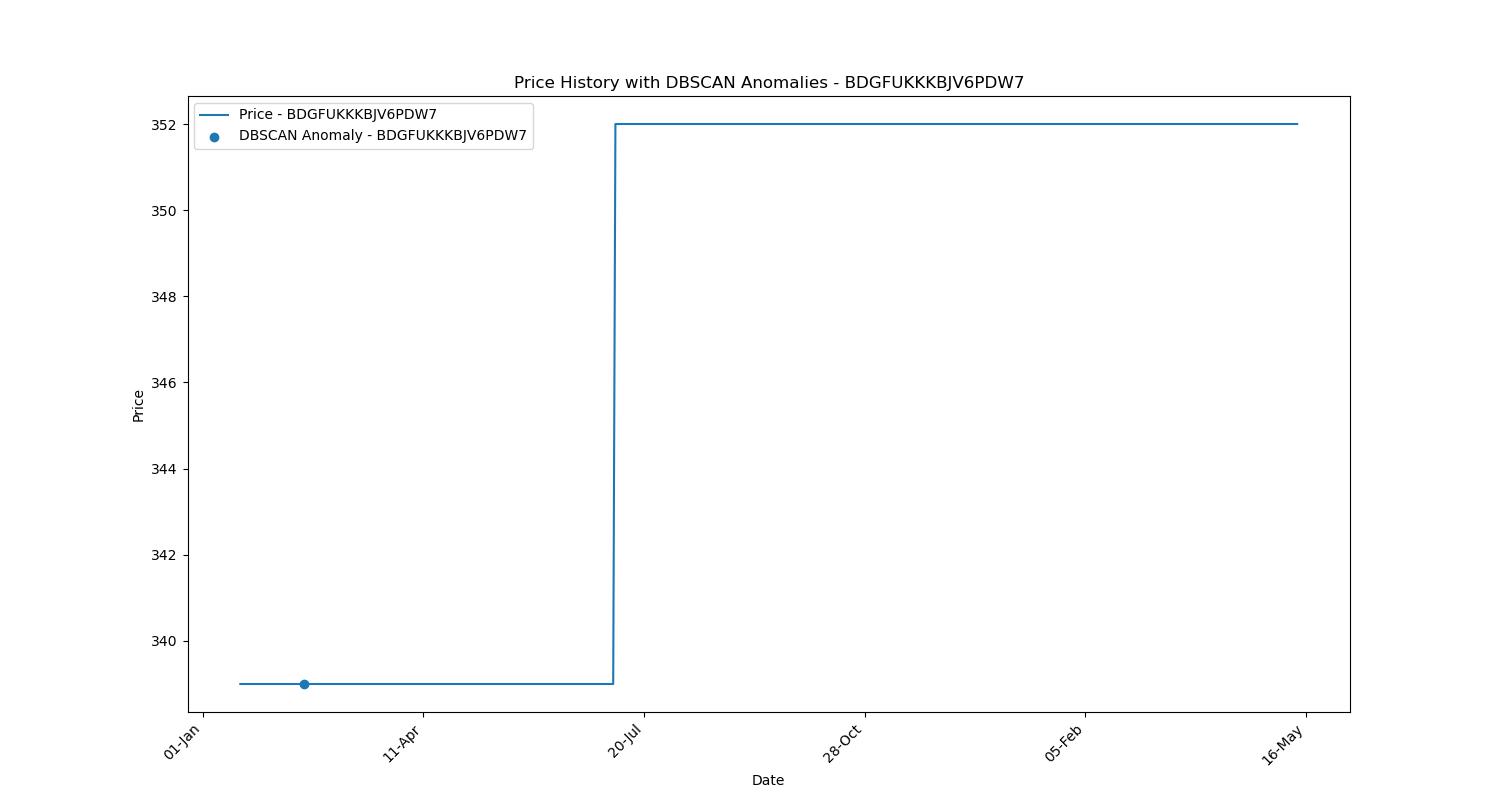 Price History with DBSCAN Anomalies - BDGFUKKKBJV6PDW7
Price - BDGFUKKKBJV6PDW7
DBSCAN Anomaly - BDGFUKKKBJV6PDW7
352
350
348
346
344
342
340
Price
01-Jan
11-Apr
20-Jul
28-Oct
05-Feb
16-May
Date